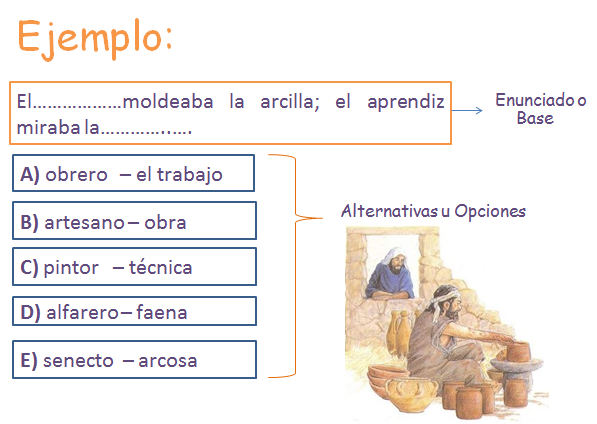 Ejemplo:
El………………moldeaba la arcilla; el aprendiz
miraba la…………..….
Enunciado o
Base
A) obrero – el trabajo
B) artesano – obra
C) pintor – técnica
D) alfarero – faena
E) senecto – arcosa
Alternativas u Opciones